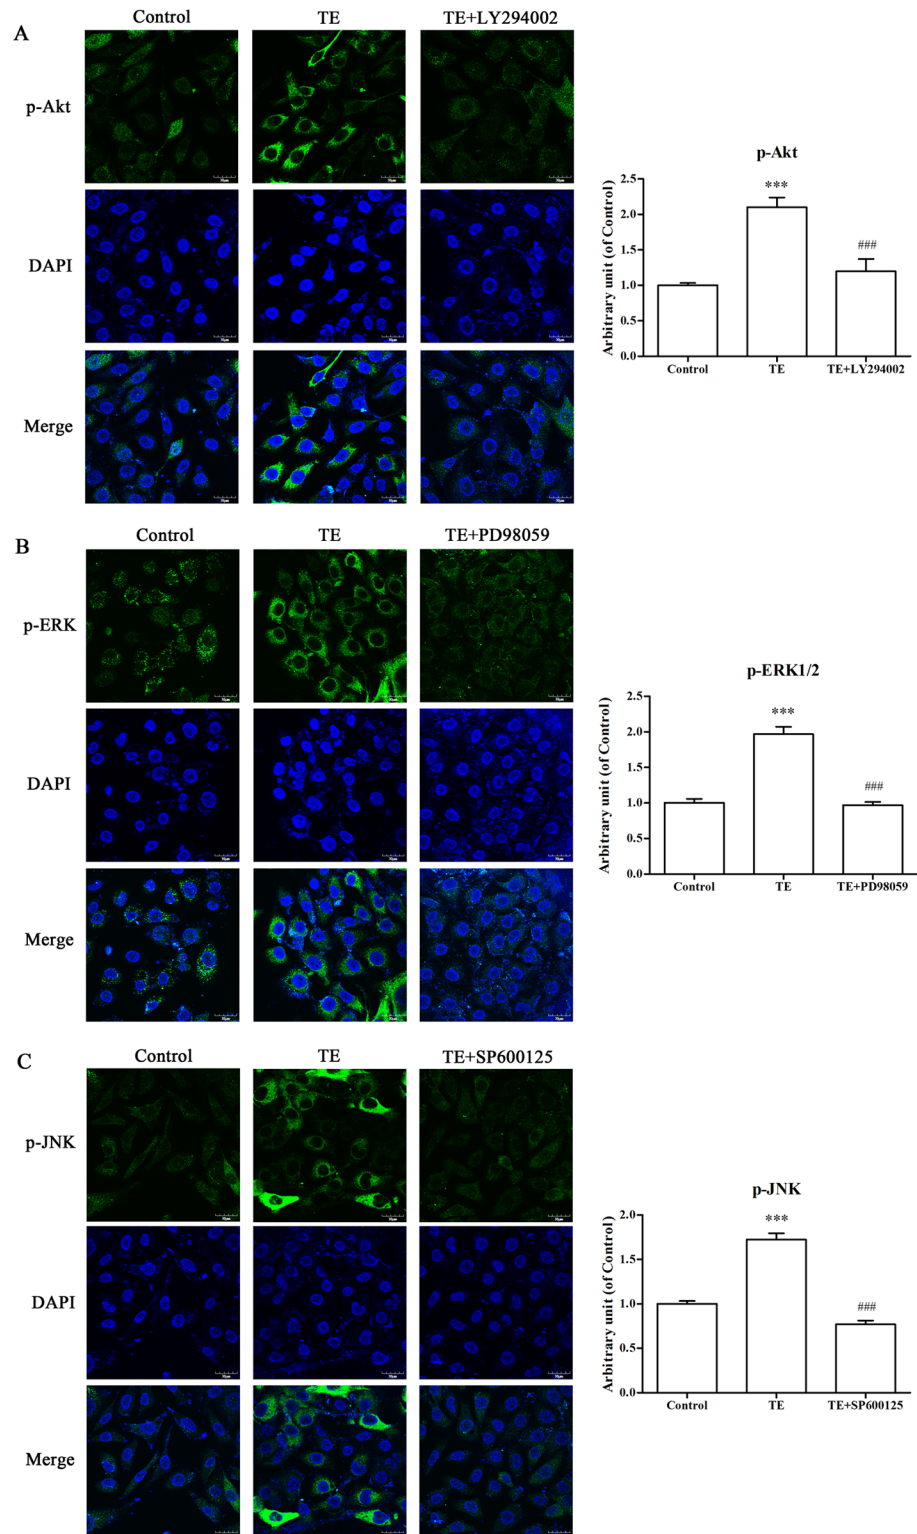 A
Control TE TE+LY294002
p-Akt
DAPI
Merge
p-Akt
Arbitrary unit (of Control)
2.5
2.0
1.5
1.0
0.5
0.0
***
###
Control TE TE+LY294002
B
Control TE TE+PD98059
p-ERK
DAPI
Merge
p-ERK1/2
Arbitrary unit (of Control)
2.5
2.0
1.5
1.0
0.5
0.0
***
###
Control TE TE+PD98059
C
Control TE TE+SP600125
p-JNK
DAPI
Merge
p-JNK
Arbitrary unit (of Control)
2.0
1.5
1.0
0.5
0.0
***
###
Control TE TE+SP600125